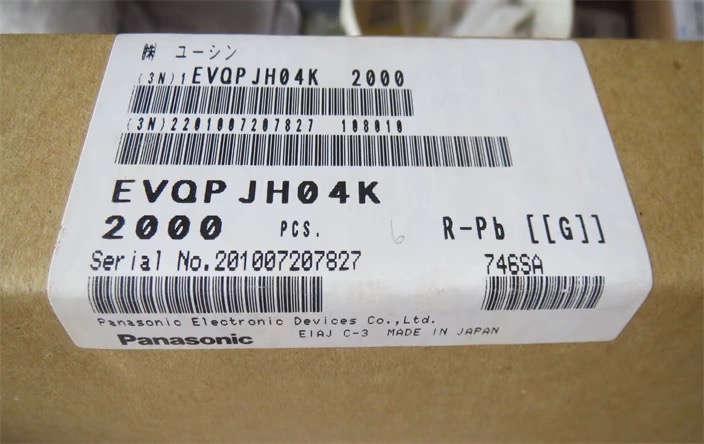 ㈱ ユーシン
(3N)1EVQPJH04K 2000
(3N)2201007207827 108010
EVQPJH04K
2000 PCS. 6 R-Pb [[G]]
Serial No.201007207827 746SA
Panasonic Electronic Devices Co.,Ltd.
Panasonic EIAJ C-3 MADE IN JAPAN